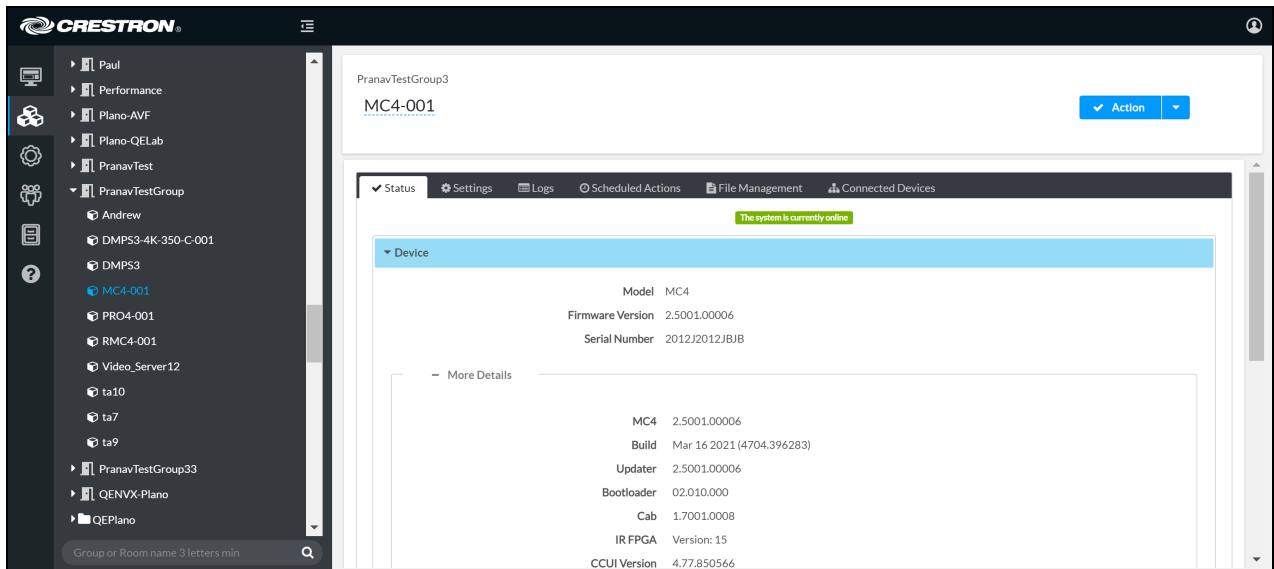 CRESTRON®
Paul
Performance
Plano-AVF
Plano-QELab
PranavTest
PranavTestGroup
Andrew
DMPS3-4K-350-C-001
DMPS3
MC4-001
PRO4-001
RMC4-001
Video_Server12
ta10
ta7
ta9
PranavTestGroup33
QENVX-Plano
QEPlano
Group or Room name 3 letters min
PranavTestGroup3
MC4-001
Action
Status Settings Logs Scheduled Actions File Management Connected Devices
The system is currently online
Device
Model MC4
Firmware Version 2.5001.00006
Serial Number 2012J2012JBJB
− More Details
MC4 2.5001.00006
Build Mar 16 2021 (4704.396283)
Updater 2.5001.00006
Bootloader 02.010.000
Cab 1.7001.0008
IR FPGA Version: 15
CCUI Version 4.77.850566